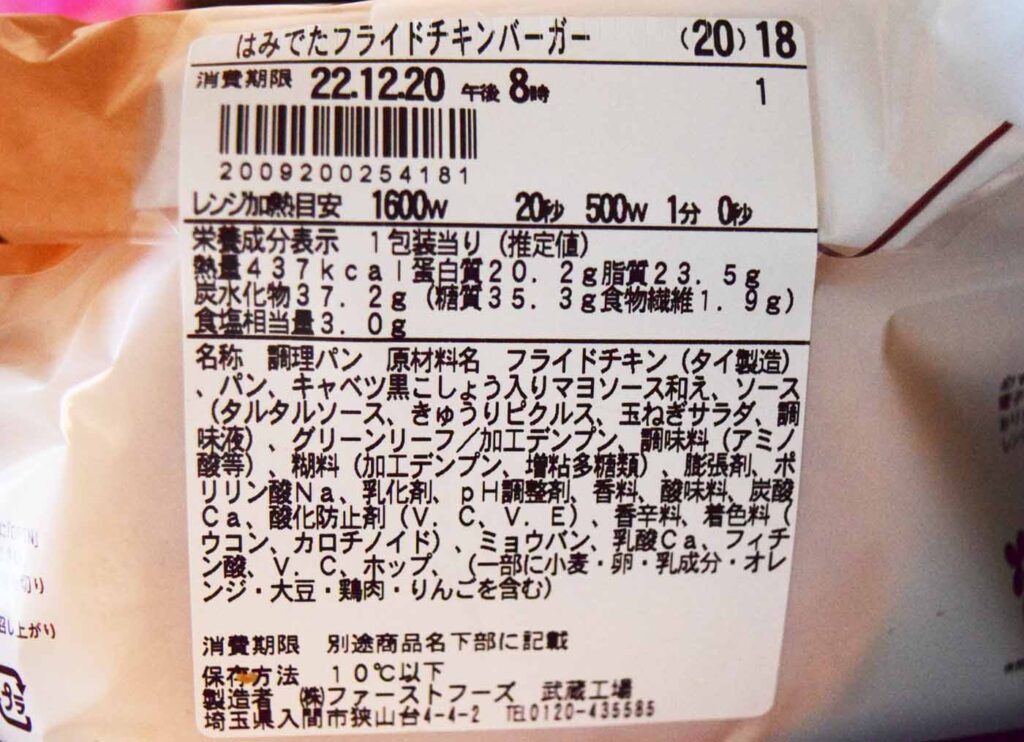 はみでたフライドチキンバーガー (20) 18
消費期限 22.12.20 午後 8時 1
2009200254181
レンジ加熱目安 1600W 20秒 500W 1分 0秒
栄養成分表示 1包装当り (推定値)
熱量437kcal蛋白質20.2g脂質23.5g
炭水化物37.2g (糖質35.3g食物繊維1.9g)
食塩相当量3.0g
名称 調理パン 原材料名 フライドチキン(タイ製造)
、パン、キャベツ黒こしょう入りマヨソース和え、ソース
(タルタルソース、きゅうりピクルス、玉ねぎサラダ、調
味液)、グリーンリーフ/加工デンプン、調味料(アミノ
酸等)、糊料(加工デンプン、増粘多糖類)、膨張剤、ポ
リリン酸Na、乳化剤、pH調整剤、香料、酸味料、炭酸
Ca、酸化防止剤(V.C、V.E)、香辛料、着色料(
ウコン、カロチノイド)、ミョウバン、乳酸Ca、フィチ
ン酸、V.C、ホップ、(一部に小麦・卵・乳成分・オレ
ンジ・大豆・鶏肉・りんごを含む)
消費期限 別途商品名下部に記載
保存方法 10℃以下
製造者 ㈱ファーストフーズ 武蔵工場
埼玉県入間市狭山台4-4-2 TEL0120-435585
切り
召し上がり
プラ